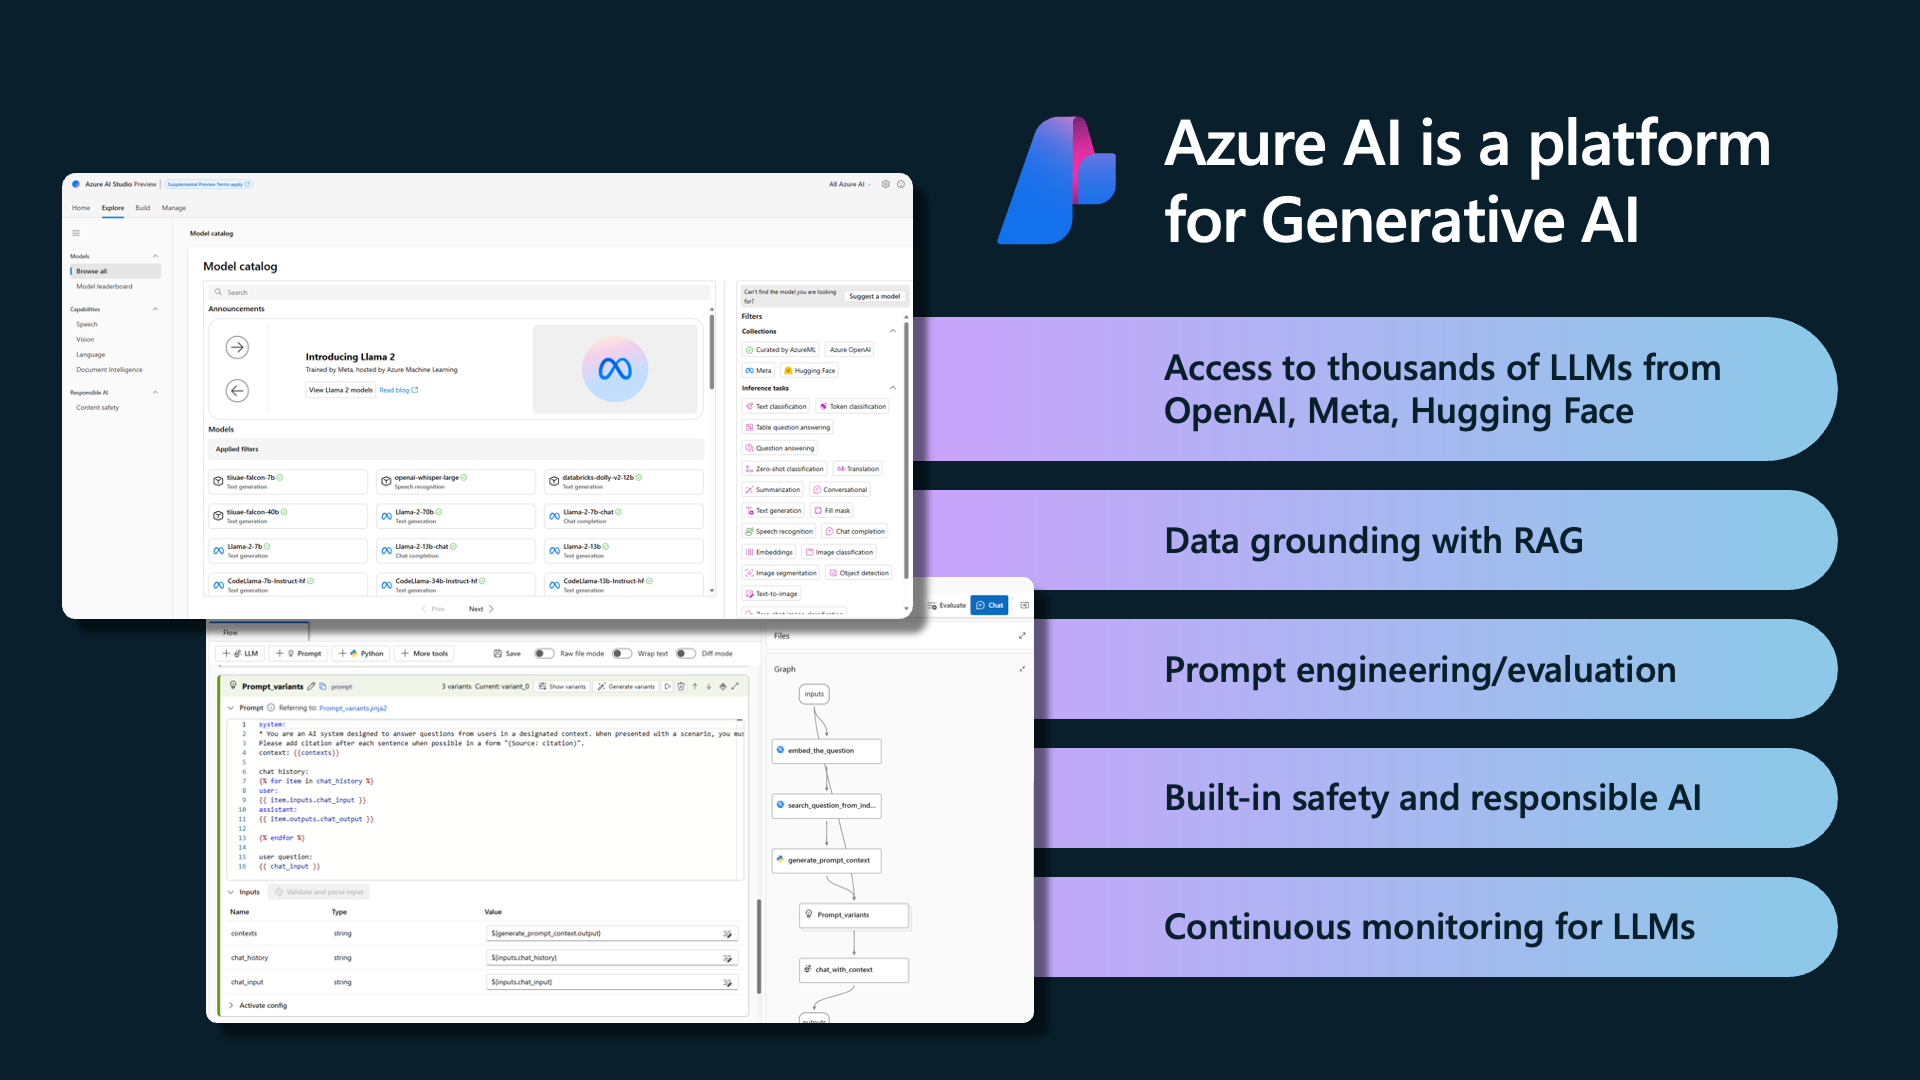 Azure AI is a platform
for Generative AI
Access to thousands of LLMs from
OpenAI, Meta, Hugging Face
Data grounding with RAG
Prompt engineering/evaluation
Built-in safety and responsible AI
Continuous monitoring for LLMs
Azure AI Studio Preview
Supplemental Preview Terms apply
All Azure AI
Home Explore Build Manage
Models
Browse all
Model leaderboard
Capabilities
Speech
Vision
Language
Document Intelligence
Responsible AI
Content safety
Model catalog
Model catalog
Search
Announcements
Introducing Llama 2
Trained by Meta, hosted by Azure Machine Learning
View Llama 2 models Read blog
Models
Applied filters
tiiuae-falcon-7b
Text generation
openai-whisper-large
Speech recognition
databricks-dolly-v2-12b
Text generation
tiiuae-falcon-40b
Text generation
Llama-2-70b
Text generation
Llama-2-7b-chat
Chat completion
Llama-2-7b
Text generation
Llama-2-13b-chat
Chat completion
Llama-2-13b
Text generation
CodeLlama-7b-Instruct-hf
Text generation
CodeLlama-34b-Instruct-hf
Text generation
CodeLlama-13b-Instruct-hf
Text generation
Prev Next
Can't find the model you are looking
for?
Suggest a model
Filters
Collections
Curated by AzureML Azure OpenAI
Meta Hugging Face
Inference tasks
Text classification Token classification
Table question answering
Question answering
Zero-shot classification Translation
Summarization Conversational
Text generation Fill mask
Speech recognition Chat completion
Embeddings Image classification
Image segmentation Object detection
Text-to-image
Evaluate Chat
Flow
LLM Prompt Python More tools Save Raw file mode Wrap text Diff mode
Prompt_variants prompt 3 variants Current: variant_0 Show variants Generate variants
Prompt Referring to: Prompt_variants.jinja2
1 system:
2 * You are an AI system designed to answer questions from users in a designated context. When presented with a scenario, you mus
3 Please add citation after each sentence when possible in a form "(Source: citation)".
4 context: {{contexts}}
5
6 chat history:
7 {% for item in chat_history %}
8 user:
9 {{ item.inputs.chat_input }}
10 assistant:
11 {{ item.outputs.chat_output }}
12
13 {% endfor %}
14
15 user question:
16 {{ chat_input }}
Inputs Validate and parse input
Name Type Value
contexts string ${generate_prompt_context.output}
chat_history string ${inputs.chat_history}
chat_input string ${inputs.chat_input}
Activate config
Files
Graph
inputs
embed_the_question
search_question_from_ind...
generate_prompt_context
Prompt_variants
chat_with_context